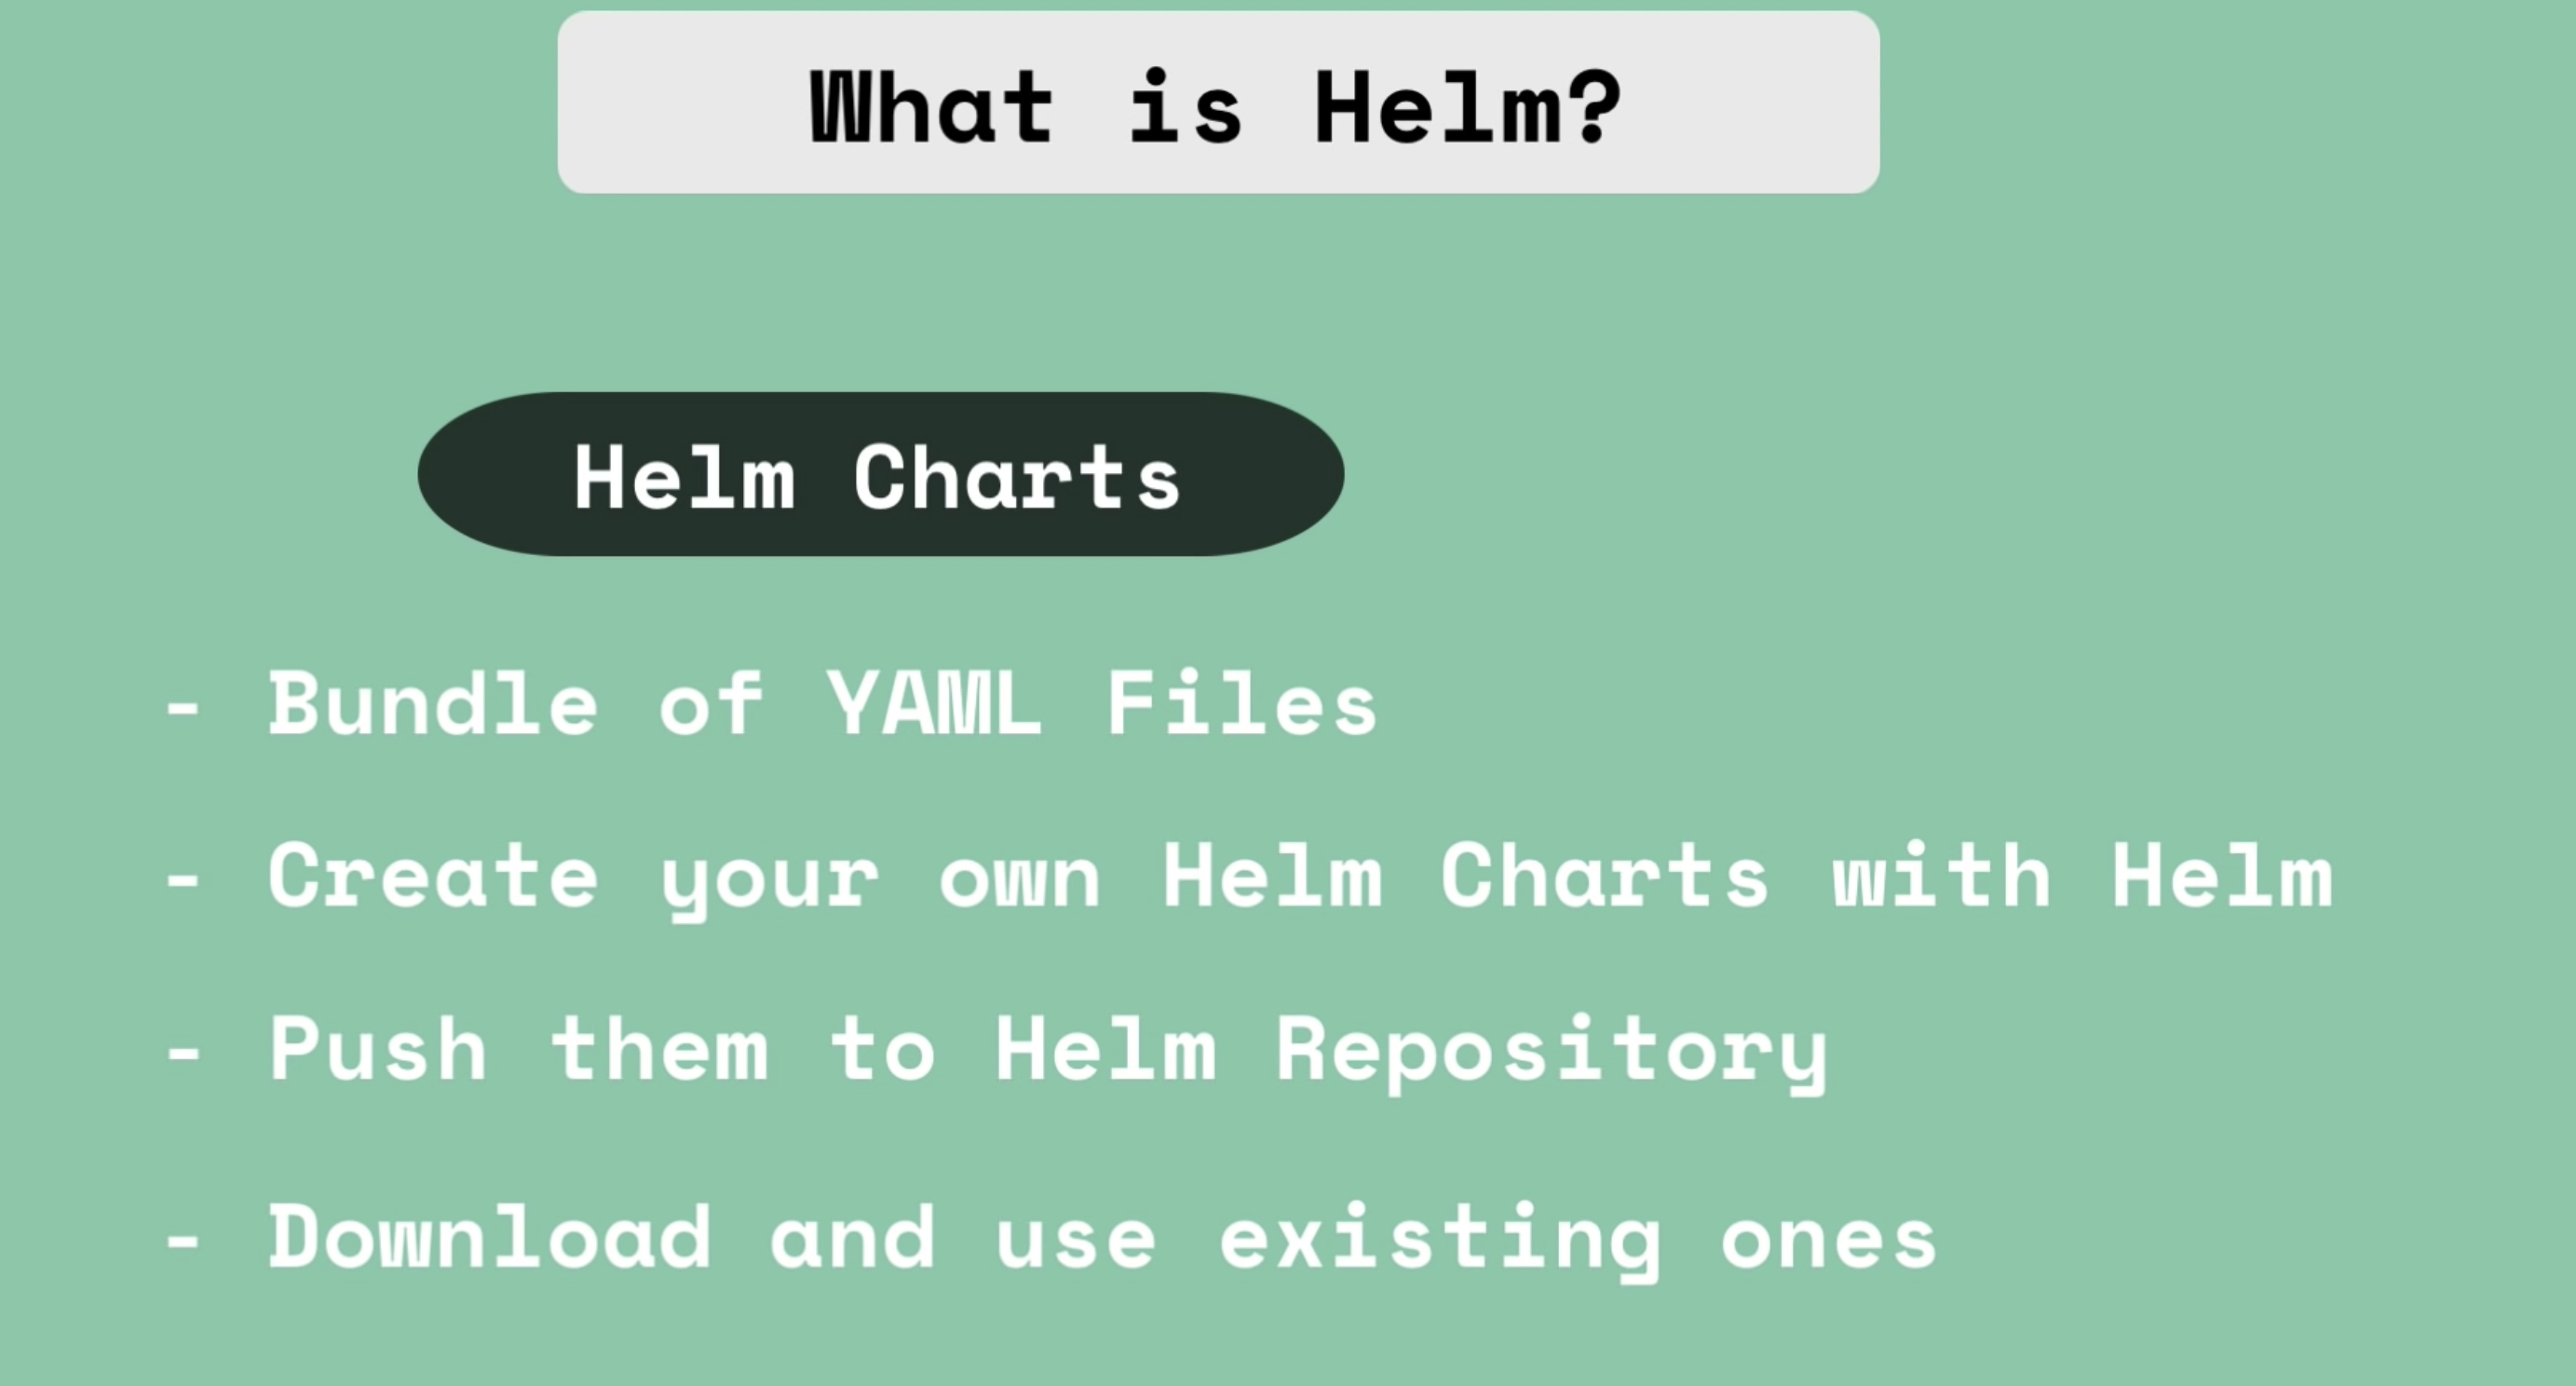 What is Helm?
Helm Charts
- Bundle of YAML Files
- Create your own Helm Charts with Helm
- Push them to Helm Repository
- Download and use existing ones